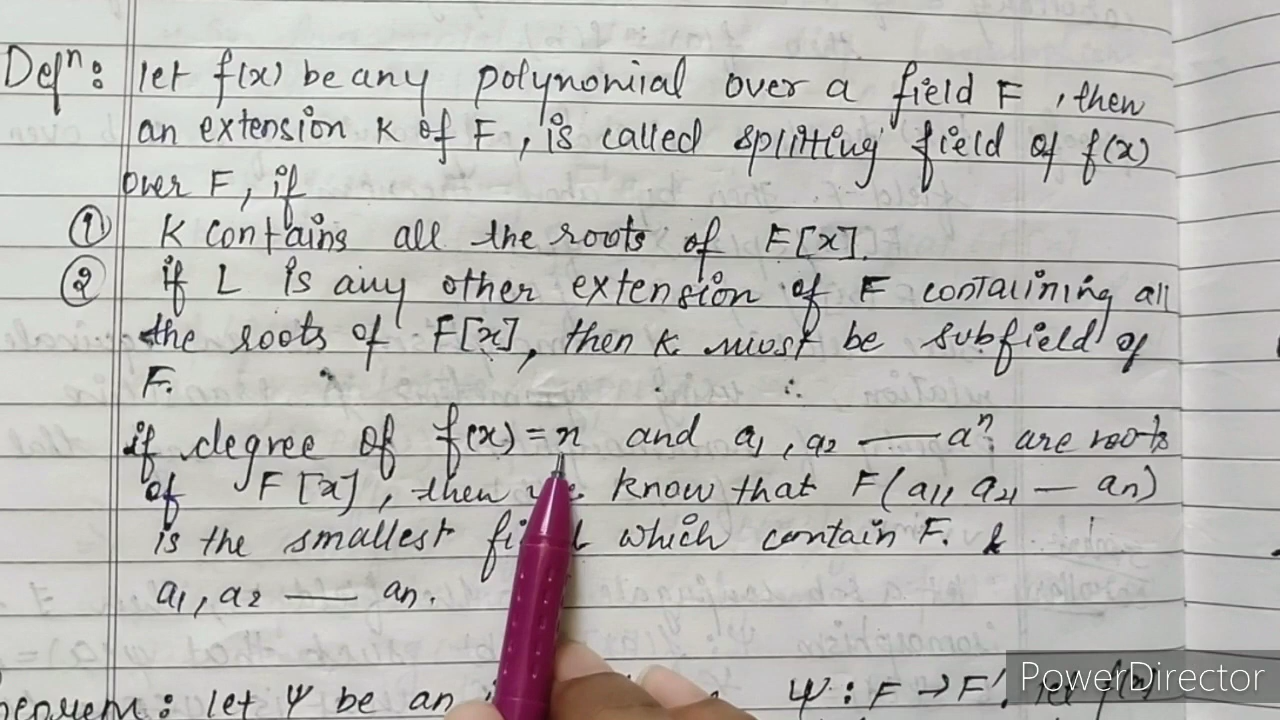 Defⁿ: let f(x) be any polynomial over a field F, then
an extension K of F, is called splitting field of f(x)
over F, if
① K contains all the roots of F[x].
② if L is any other extension of F containing all
the roots of F[x], then K must be subfield of
F.
if degree of f(x) = n and a₁, a₂ — aⁿ are roots
of F[x], then know that F(a₁, a₂, — aₙ)
is the smallest which contain F. &
a₁, a₂ — an.
let ψ be an ψ : F → F' let f(x)
PowerDirector